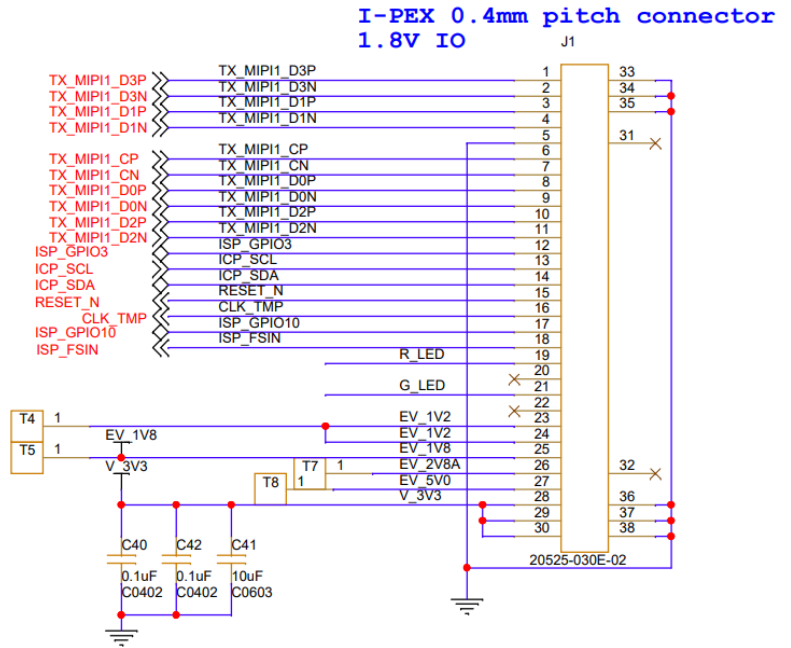 I-PEX 0.4mm pitch connector
1.8V IO
J1
TX_MIPI1_D3P TX_MIPI1_D3P 1 33
TX_MIPI1_D3N TX_MIPI1_D3N 2 34
TX_MIPI1_D1P TX_MIPI1_D1P 3 35
TX_MIPI1_D1N TX_MIPI1_D1N 4
5 31
TX_MIPI1_CP TX_MIPI1_CP 6
TX_MIPI1_CN TX_MIPI1_CN 7
TX_MIPI1_D0P TX_MIPI1_D0P 8
TX_MIPI1_D0N TX_MIPI1_D0N 9
TX_MIPI1_D2P TX_MIPI1_D2P 10
TX_MIPI1_D2N TX_MIPI1_D2N 11
ISP_GPIO3 ISP_GPIO3 12
ICP_SCL ICP_SCL 13
ICP_SDA ICP_SDA 14
RESET_N RESET_N 15
CLK_TMP CLK_TMP 16
ISP_GPIO10 ISP_GPIO10 17
ISP_FSIN ISP_FSIN 18
R_LED 19
20
G_LED 21
22
T4 1 EV_1V2 23
EV_1V8 EV_1V2 24
T5 1 EV_1V8 25
V_3V3 T7 1 EV_2V8A 26 32
T8 1 EV_5V0 27
V_3V3 28 36
29 37
30 38
20525-030E-02
C40 C42 C41
0.1uF 0.1uF 10uF
C0402 C0402 C0603